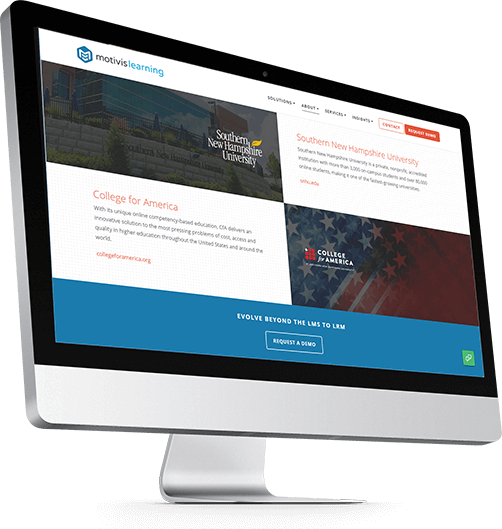 motivislearning
SOLUTIONS
ABOUT
SERVICES
INSIGHTS
CONTACT
REQUEST DEMO
Southern
New Hampshire
University
Southern New Hampshire University
Southern New Hampshire University is a private, nonprofit, accredited
institution with more than 3,000 on-campus students and over 80,000
online students, making it one of the fastest-growing universities.
snhu.edu
College for America
With its unique online competency-based education, CfA delivers an
innovative solution to the most pressing problems of cost, access and
quality in higher education throughout the United States and around the
world.
collegeforamerica.org
COLLEGE
for AMERICA
EVOLVE BEYOND THE LMS TO LRM
REQUEST A DEMO